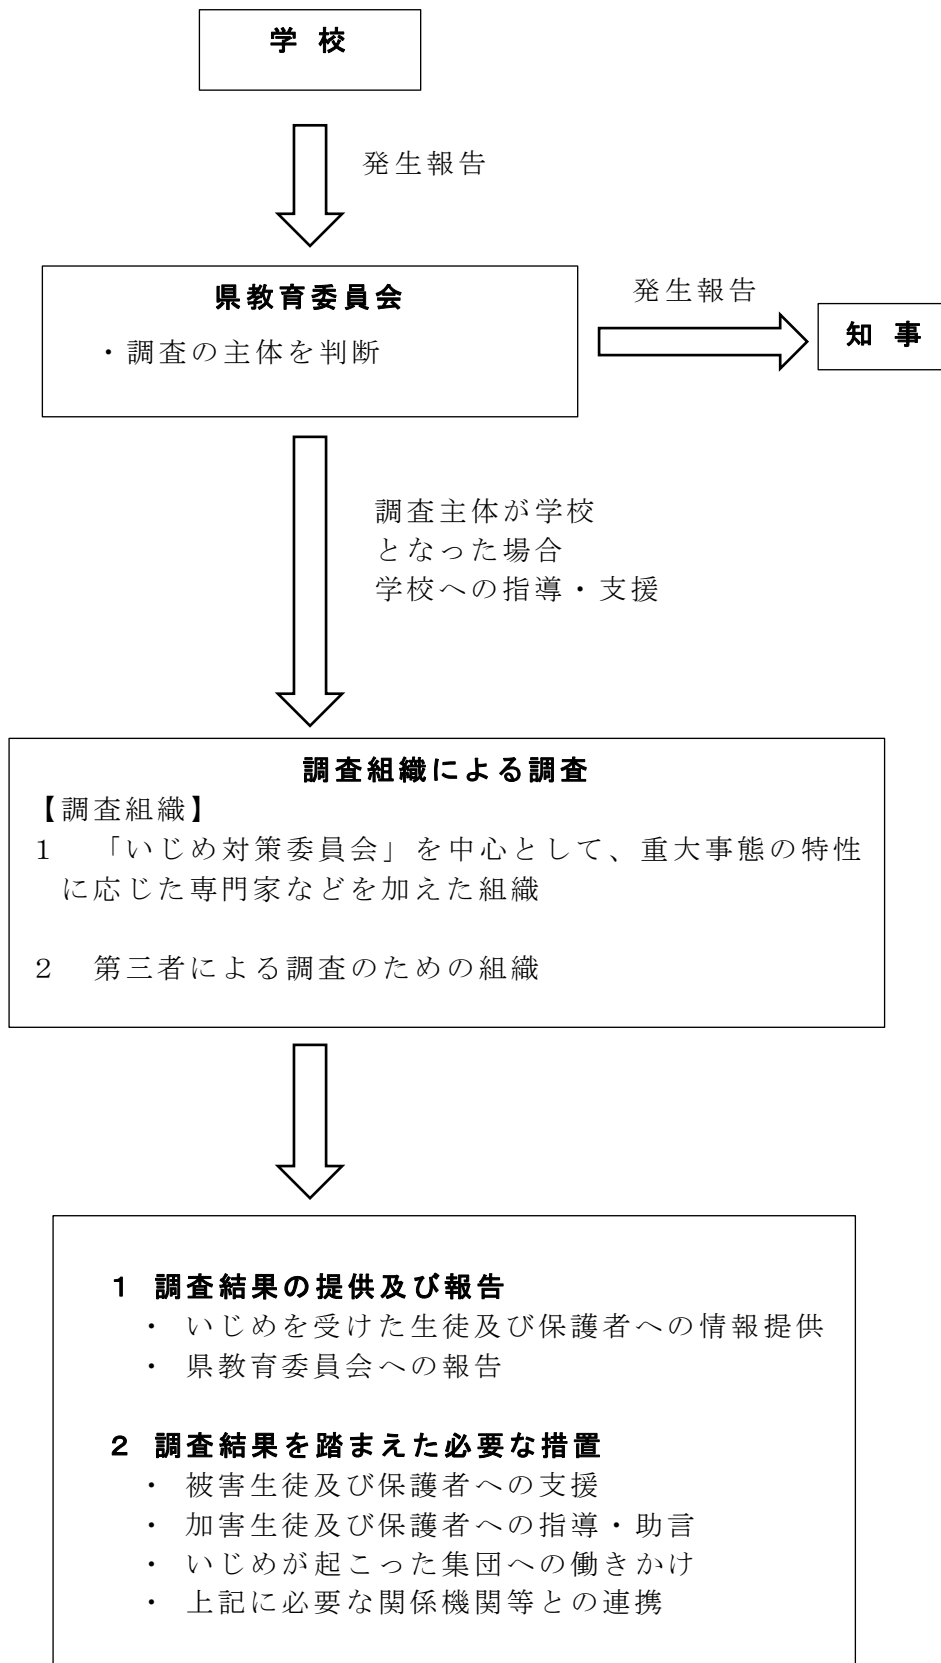 学 校
発生報告
県教育委員会
・調査の主体を判断
発生報告
知 事
調査主体が学校
となった場合
学校への指導・支援
調査組織による調査
【調査組織】
1 「いじめ対策委員会」を中心として、重大事態の特性
に応じた専門家などを加えた組織
2 第三者による調査のための組織
1 調査結果の提供及び報告
・ いじめを受けた生徒及び保護者への情報提供
・ 県教育委員会への報告
2 調査結果を踏まえた必要な措置
・ 被害生徒及び保護者への支援
・ 加害生徒及び保護者への指導・助言
・ いじめが起こった集団への働きかけ
・ 上記に必要な関係機関等との連携